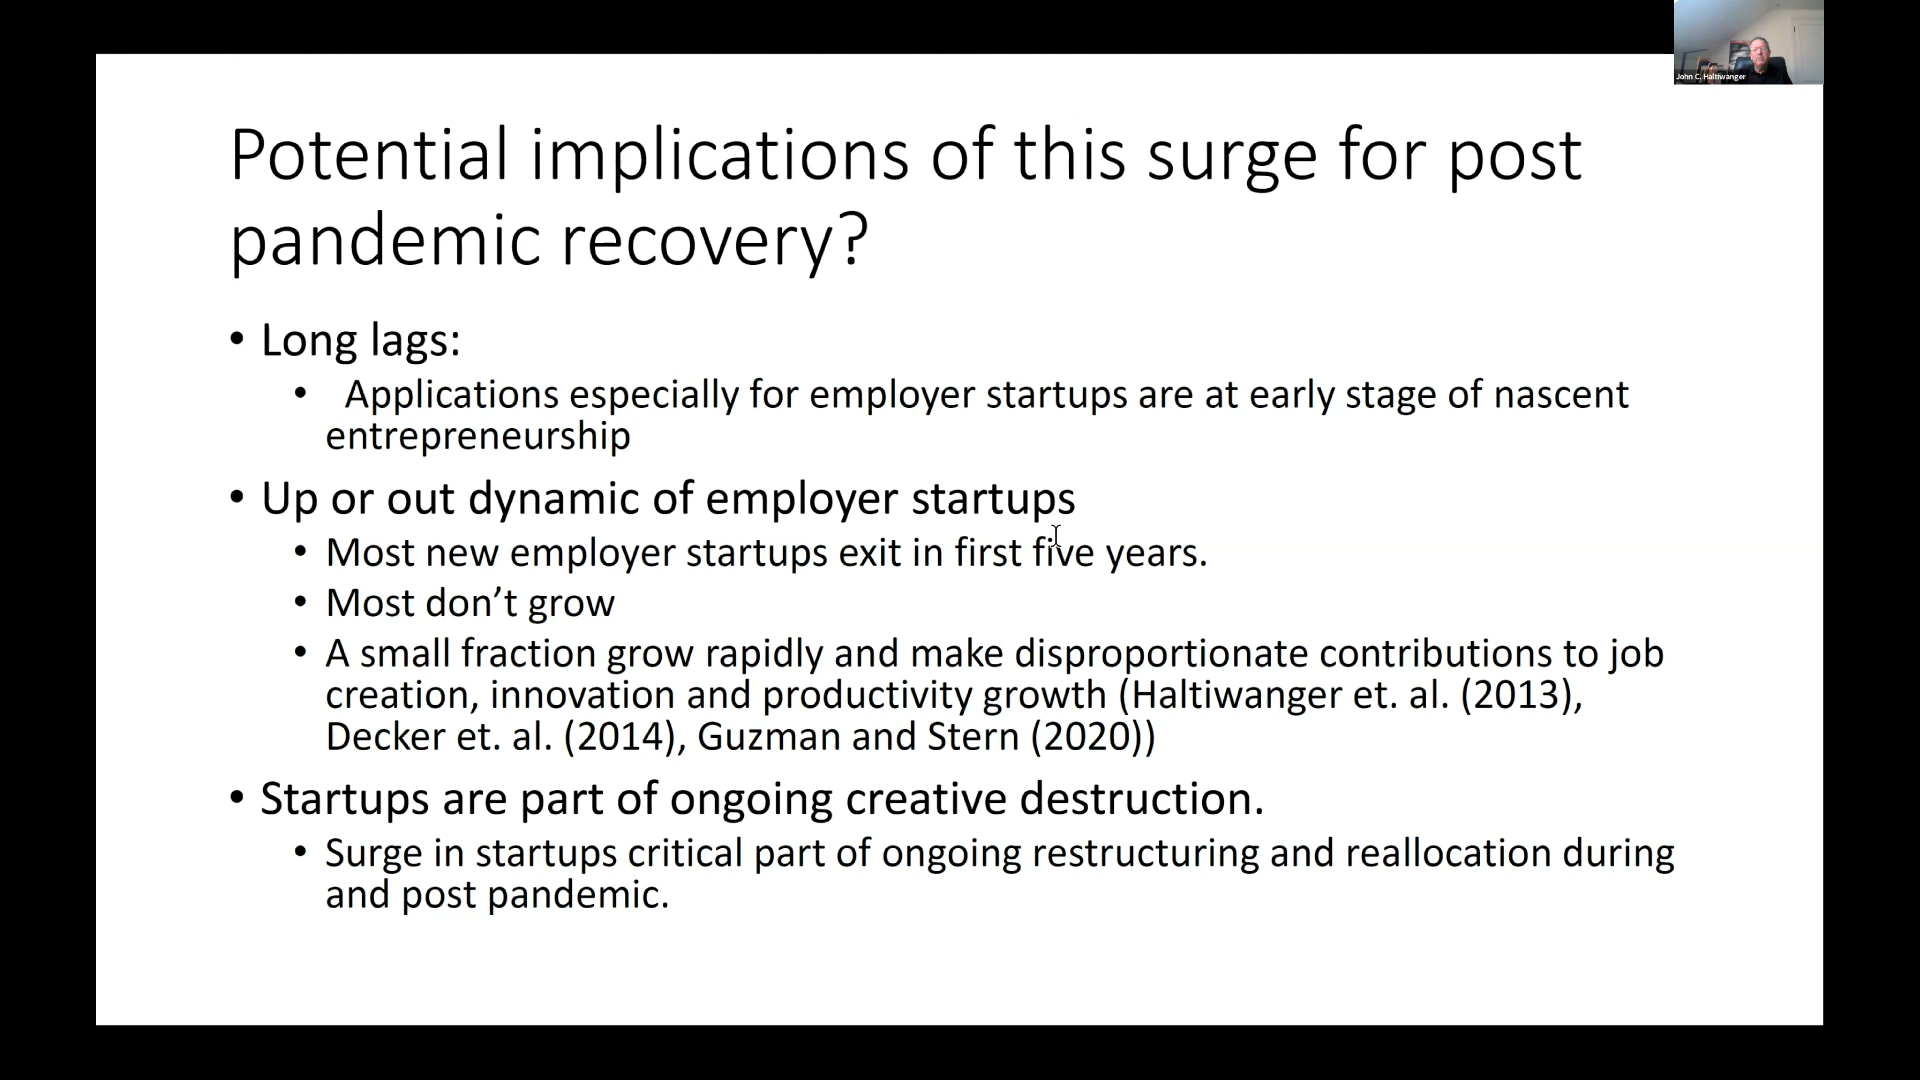 John C. Haltiwanger
Potential implications of this surge for post
pandemic recovery?
• Long lags:
• Applications especially for employer startups are at early stage of nascent
entrepreneurship
• Up or out dynamic of employer startups
• Most new employer startups exit in first five years.
• Most don’t grow
• A small fraction grow rapidly and make disproportionate contributions to job
creation, innovation and productivity growth (Haltiwanger et. al. (2013),
Decker et. al. (2014), Guzman and Stern (2020))
• Startups are part of ongoing creative destruction.
• Surge in startups critical part of ongoing restructuring and reallocation during
and post pandemic.